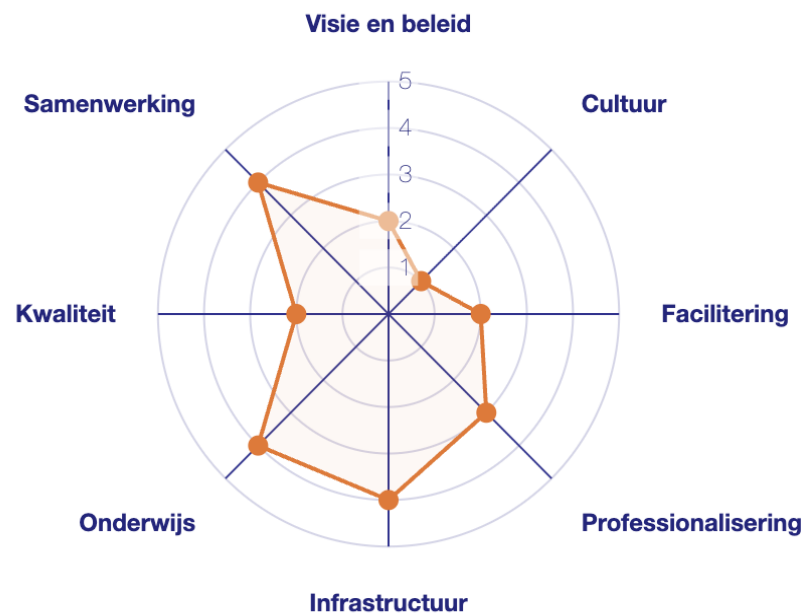 Visie en beleid
5
Samenwerking
Cultuur
4
3
2
1
Kwaliteit
Facilitering
Onderwijs
Professionalisering
Infrastructuur